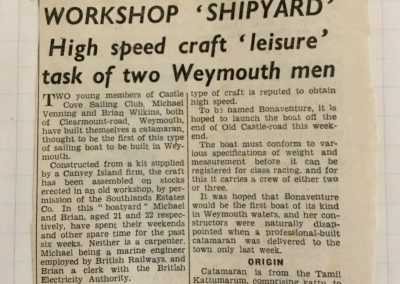 WORKSHOP 'SHIPYARD'
High speed craft 'leisure'
task of two Weymouth men
TWO young members of Castle
Cove Sailing Club, Michael
Venning and Brian Wilkins, both
of Clearmount-road, Weymouth,
have built themselves a catamaran,
thought to be the first of this type
of sailing boat to be built in Wey-
mouth.
Constructed from a kit supplied
by a Canvey Island firm, the craft
has been assembled on stocks
erected in an old workshop, by per-
mission of the Southlands Estates
Co. In this "boatyard" Michael
and Brian, aged 21 and 22 respec-
tively, have spent their weekends
and other spare time for the past
six weeks. Neither is a carpenter,
Michael being a marine engineer
employed by British Railways, and
Brian a clerk with the British
Electricity Authority.
type of craft is reputed to obtain
high speed.
To be named Bonaventure, it is
hoped to launch the boat off the
end of Old Castle-road this week-
end.
The boat must conform to var-
ious specifications of weight and
measurement before it can be
registered for class racing, and for
this it carries a crew of either two
or three.
It was hoped that Bonaventure
would be the first boat of its kind
in Weymouth waters, and her con-
structors were naturally disap-
pointed when a professional-built
catamaran was delivered to the
town only last week.
ORIGIN
Catamaran is from the Tamil
Kattumarum, comprising kattu, to